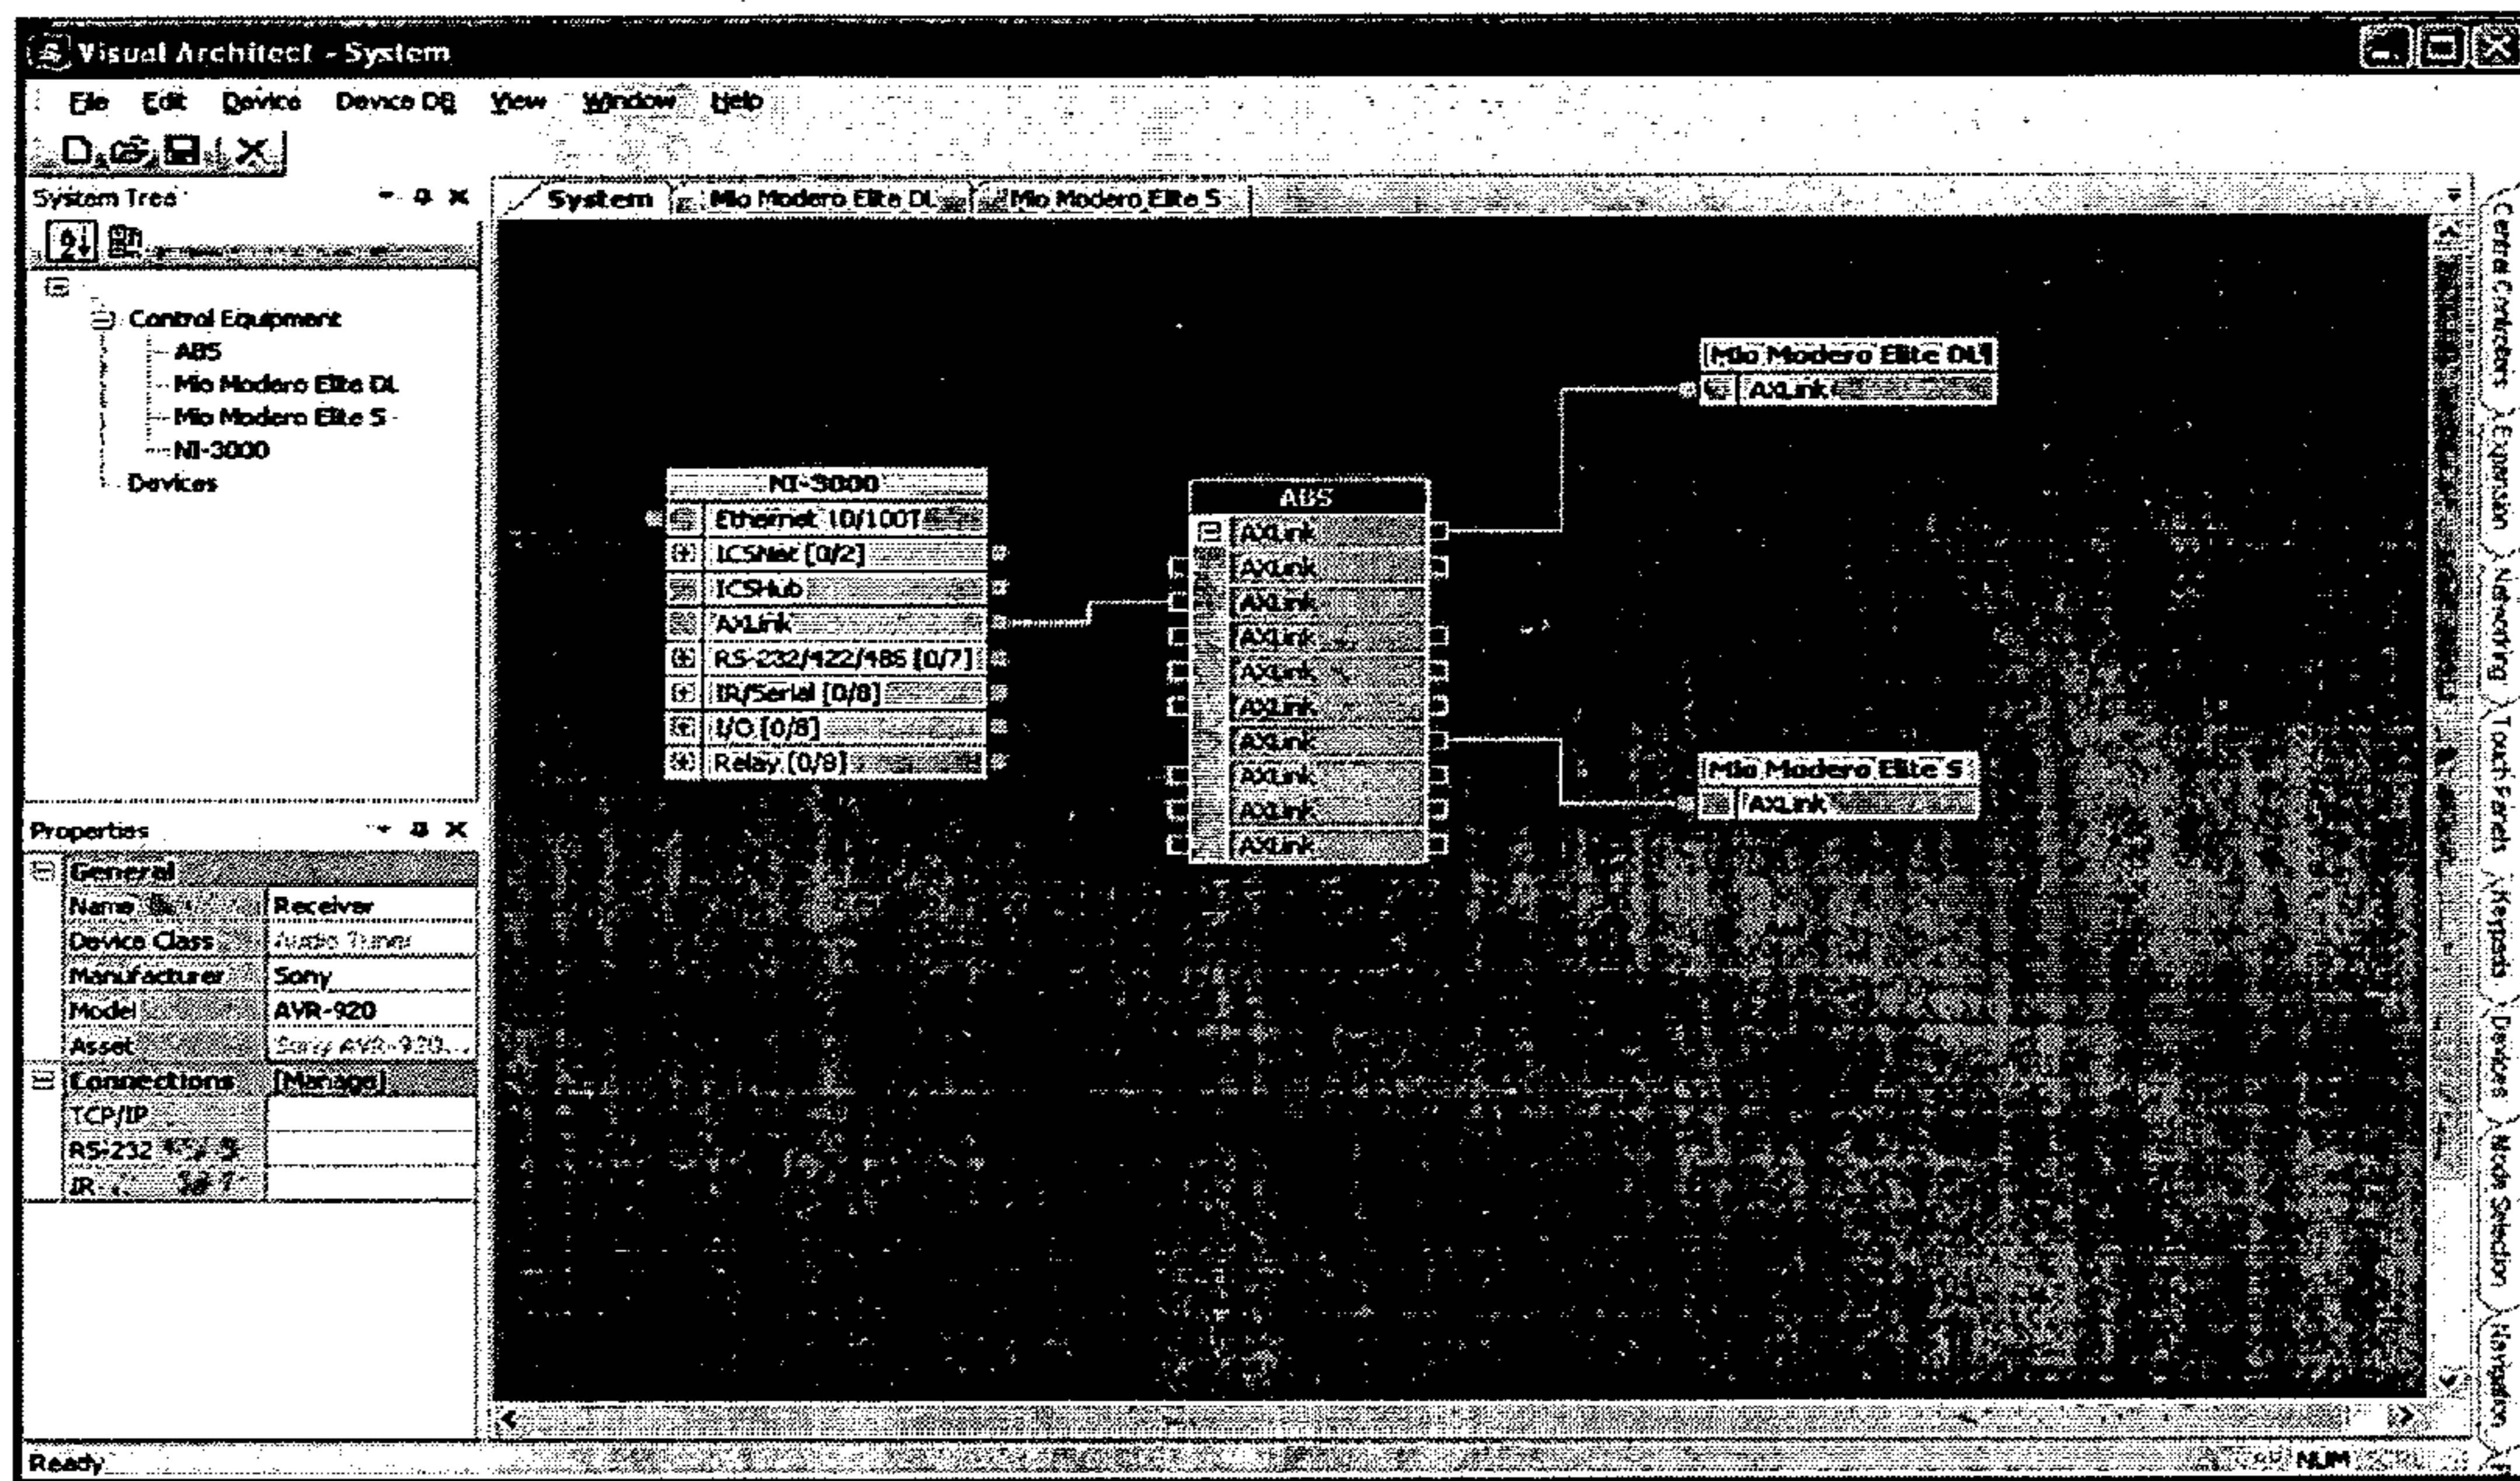 Visual Architect - System
File Edit Device Device DB View Window Help
System Tree
System Mio Modero Elite DL Mio Modero Elite S
Control Equipment
ABS
Mio Modero Elite DL
Mio Modero Elite S
NI-3000
Devices
Mio Modero Elite DL
AXLink
NI-3000
Ethernet 10/100T
ICSNet [0/2]
ICSHub
AXLink
RS-232/422/485 [0/7]
IR/Serial [0/8]
I/O [0/8]
Relay [0/8]
ABS
AXLink
AXLink
AXLink
AXLink
AXLink
AXLink
AXLink
AXLink
AXLink
AXLink
Mio Modero Elite S
AXLink
Properties
General
Name Receiver
Device Class Audio Tuner
Manufacturer Sony
Model AVR-920
Asset Sony AVR-920...
Connections [Manage]
TCP/IP
RS-232
IR
Central Controllers
Expansion
Networking
Touch Panels
Keypads
Devices
Node Selection
Navigation
Ready
NUM